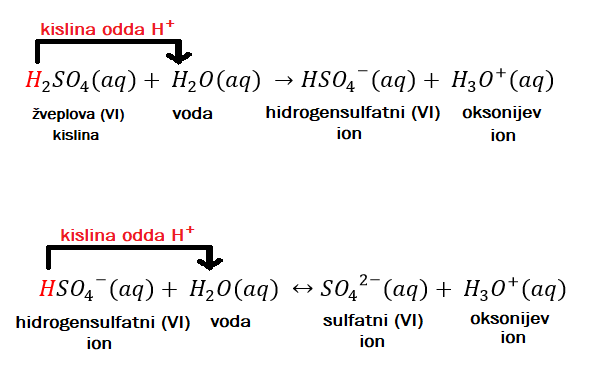 kislina odda H⁺
H₂SO₄(aq) + H₂O(aq) → HSO₄⁻(aq) + H₃O⁺(aq)
žveplova (VI) voda hidrogensulfatni (VI) oksonijev
kislina ion ion
kislina odda H⁺
HSO₄⁻(aq) + H₂O(aq) ↔ SO₄²⁻(aq) + H₃O⁺(aq)
hidrogensulfatni (VI) voda sulfatni (VI) oksonijev
ion ion ion